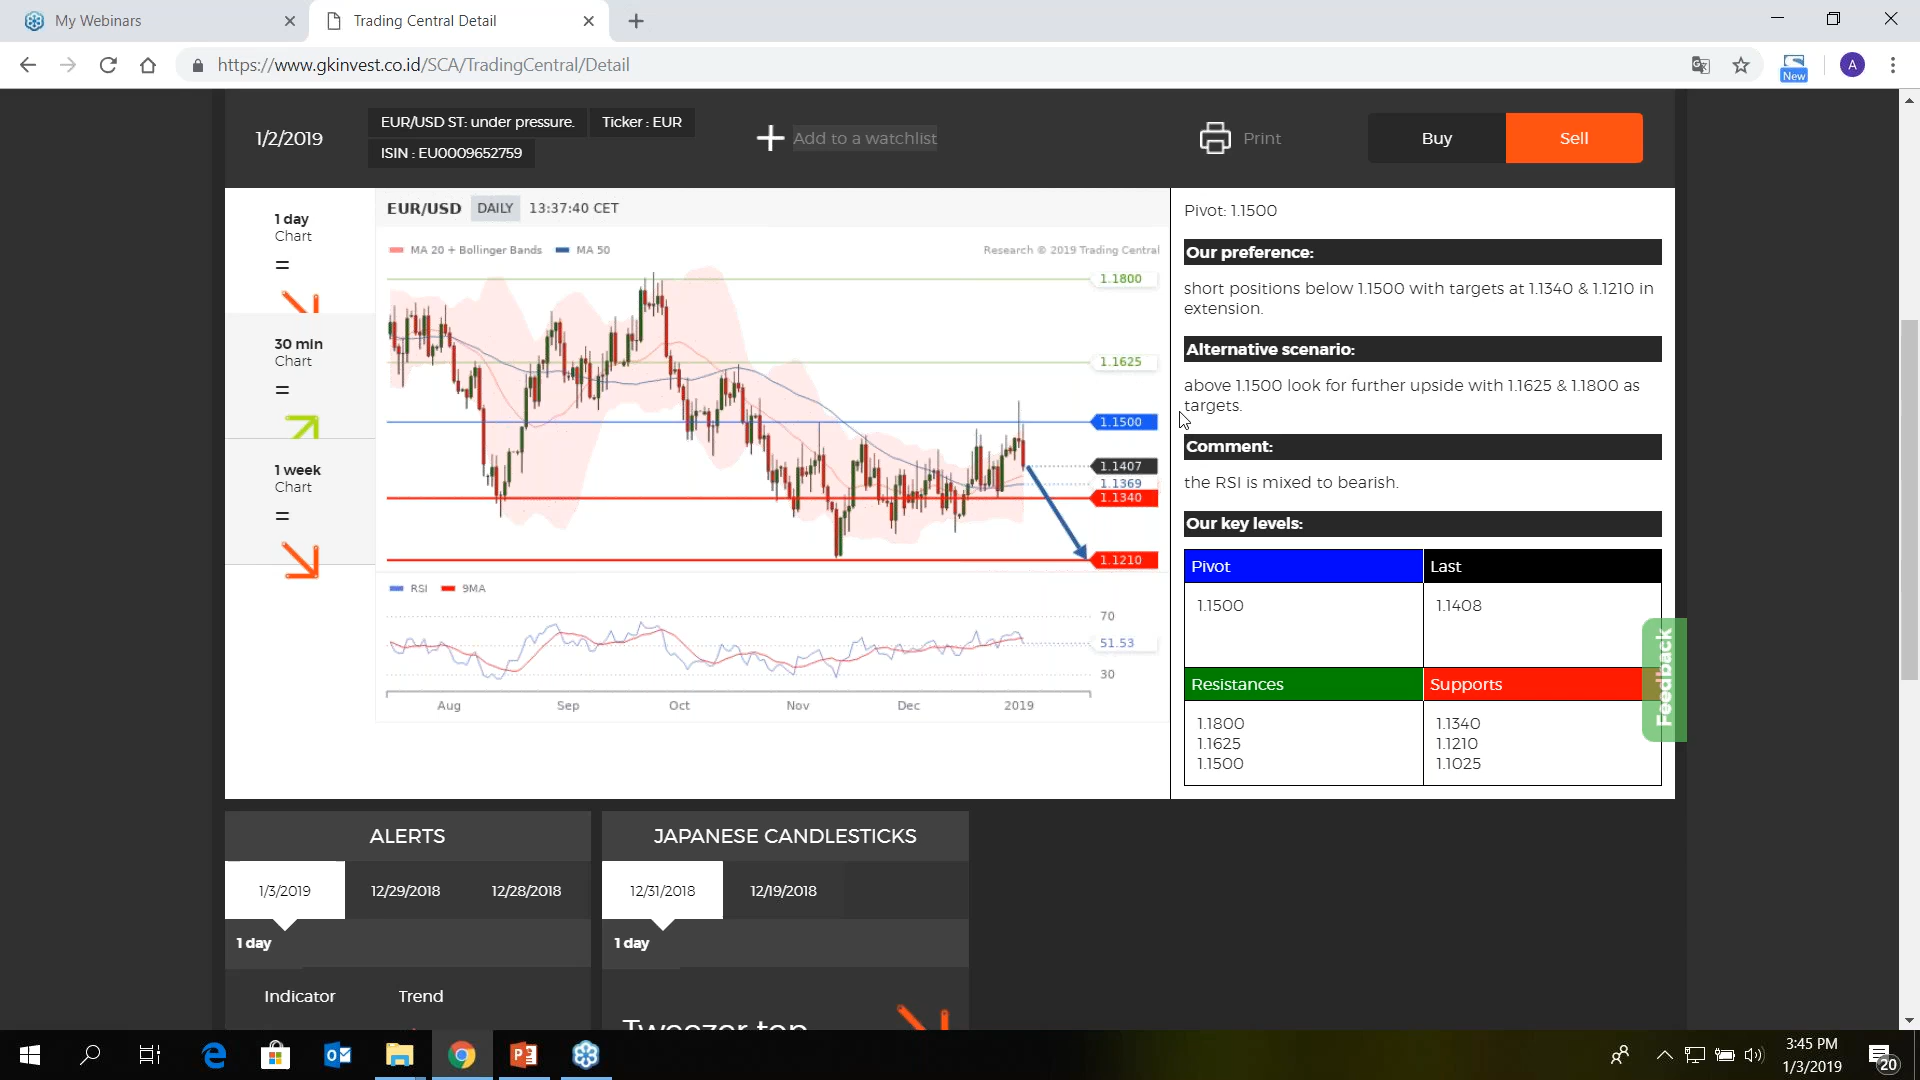 My Webinars
Trading Central Detail
https://www.gkinvest.co.id/SCA/TradingCentral/Detail
New
A
1/2/2019
EUR/USD ST: under pressure.
Ticker : EUR
ISIN : EU0009652759
Add to a watchlist
Print
Buy
Sell
1 day
Chart
=
30 min
Chart
=
1 week
Chart
=
EUR/USD DAILY 13:37:40 CET
MA 20 + Bollinger Bands MA 50
Research © 2019 Trading Central
1.1800
1.1625
1.1500
1.1407
1.1369
1.1340
1.1210
RSI 9MA
70
51.53
30
Aug Sep Oct Nov Dec 2019
Pivot: 1.1500
Our preference:
short positions below 1.1500 with targets at 1.1340 & 1.1210 in
extension.
Alternative scenario:
above 1.1500 look for further upside with 1.1625 & 1.1800 as
targets.
Comment:
the RSI is mixed to bearish.
Our key levels:
Pivot Last
1.1500 1.1408
Resistances Supports
1.1800 1.1340
1.1625 1.1210
1.1500 1.1025
Feedback
ALERTS
1/3/2019 12/29/2018 12/28/2018
1 day
Indicator Trend
JAPANESE CANDLESTICKS
12/31/2018 12/19/2018
1 day
Tweezer top
3:45 PM
1/3/2019
20